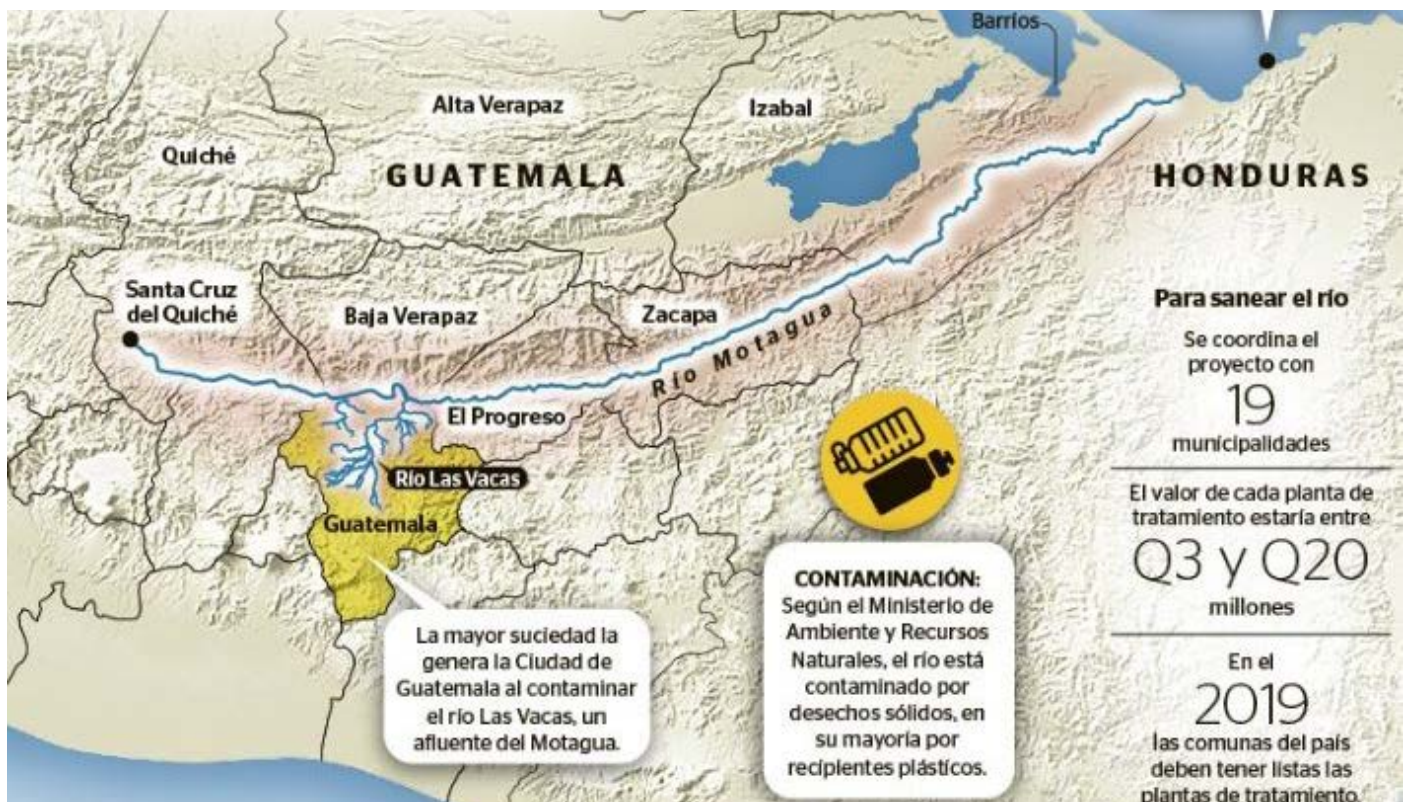 Barrios
Alta Verapaz
Izabal
Quiché
GUATEMALA
HONDURAS
Santa Cruz
del Quiché
Baja Verapaz
Zacapa
Río Motagua
El Progreso
Río Las Vacas
Guatemala
La mayor suciedad la
genera la Ciudad de
Guatemala al contaminar
el río Las Vacas, un
afluente del Motagua.
CONTAMINACIÓN:
Según el Ministerio de
Ambiente y Recursos
Naturales, el río está
contaminado por
desechos sólidos, en
su mayoría por
recipientes plásticos.
Para sanear el río
Se coordina el
proyecto con
19
municipalidades
El valor de cada planta de
tratamiento estaría entre
Q3 y Q20
millones
En el
2019
las comunas del país
deben tener listas las
plantas de tratamiento